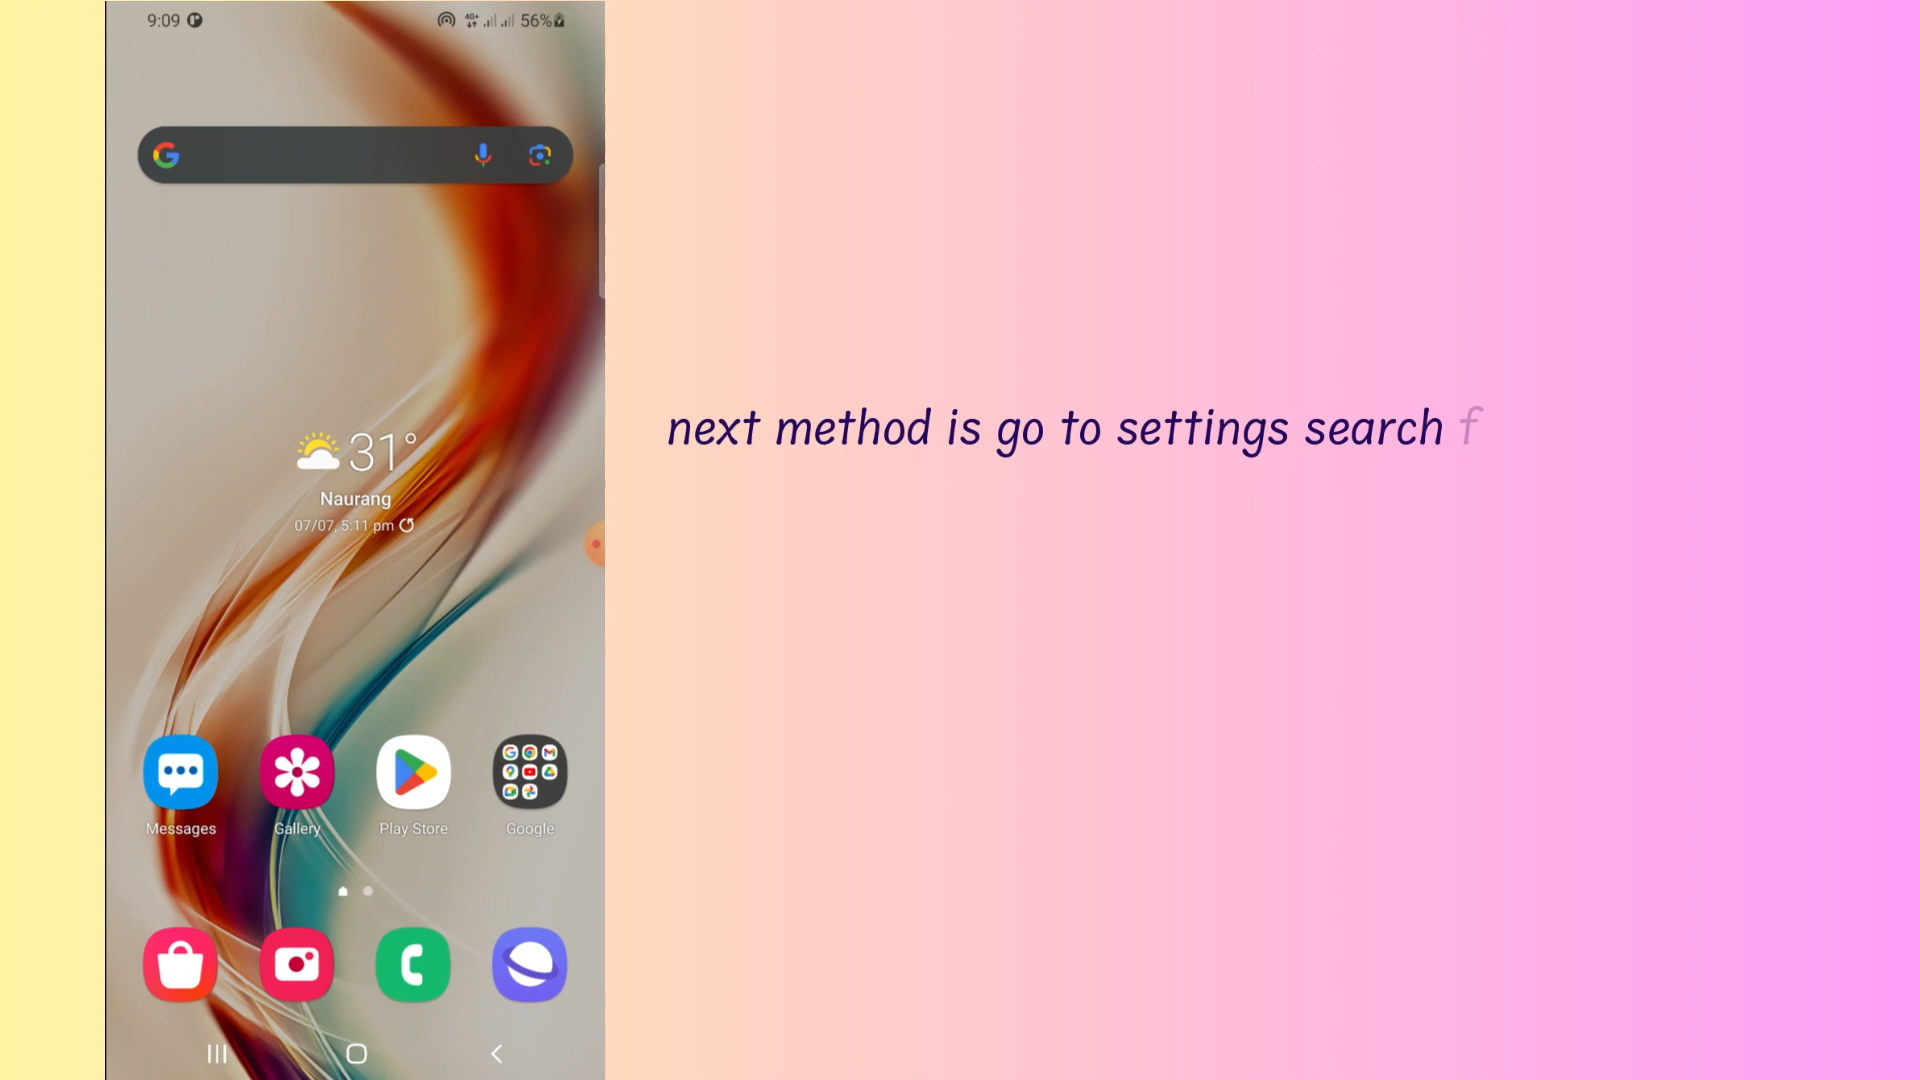 9:09
4G+ 56%
31°
Naurang
07/07, 5:11 pm
next method is go to settings search f
Messages Gallery Play Store Google